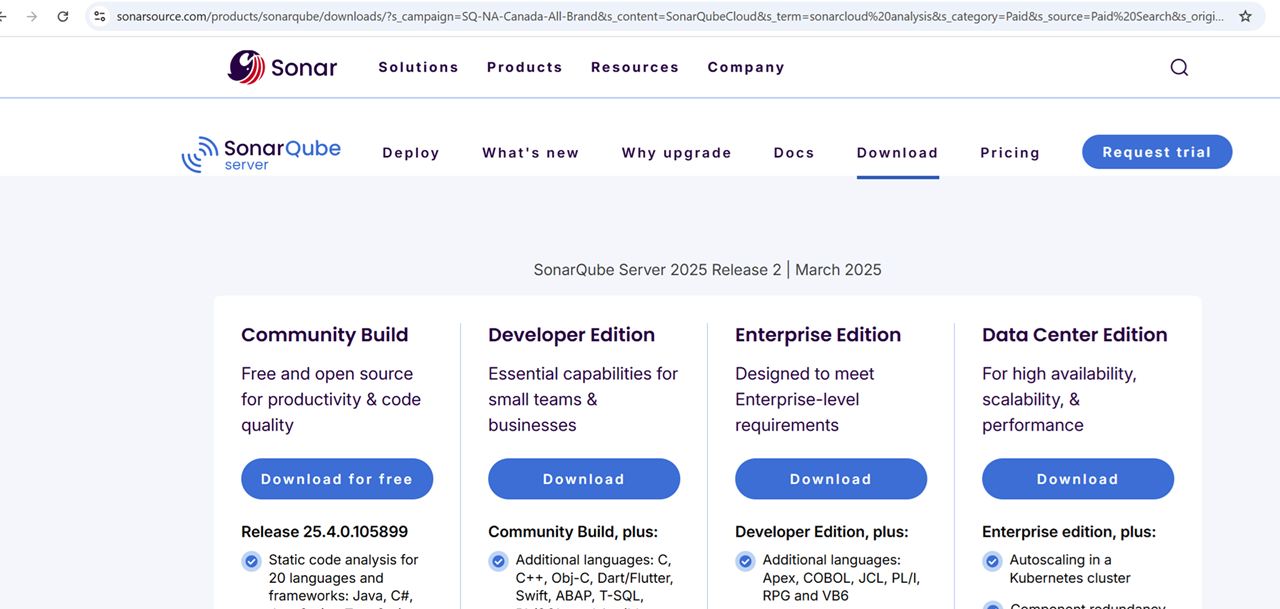 sonarsource.com/products/sonarqube/downloads/?s_campaign=SQ-NA-Canada-All-Brand&s_content=SonarQubeCloud&s_term=sonarcloud%20analysis&s_category=Paid&s_source=Paid%20Search&s_origi...
Sonar Solutions Products Resources Company
SonarQube
server
Deploy What's new Why upgrade Docs Download Pricing Request trial
SonarQube Server 2025 Release 2 | March 2025
Community Build
Free and open source
for productivity & code
quality
Download for free
Release 25.4.0.105899
Static code analysis for
20 languages and
frameworks: Java, C#,
Developer Edition
Essential capabilities for
small teams &
businesses
Download
Community Build, plus:
Additional languages: C,
C++, Obj-C, Dart/Flutter,
Swift, ABAP, T-SQL,
Enterprise Edition
Designed to meet
Enterprise-level
requirements
Download
Developer Edition, plus:
Additional languages:
Apex, COBOL, JCL, PL/I,
RPG and VB6
Data Center Edition
For high availability,
scalability, &
performance
Download
Enterprise edition, plus:
Autoscaling in a
Kubernetes cluster
Component redundancy